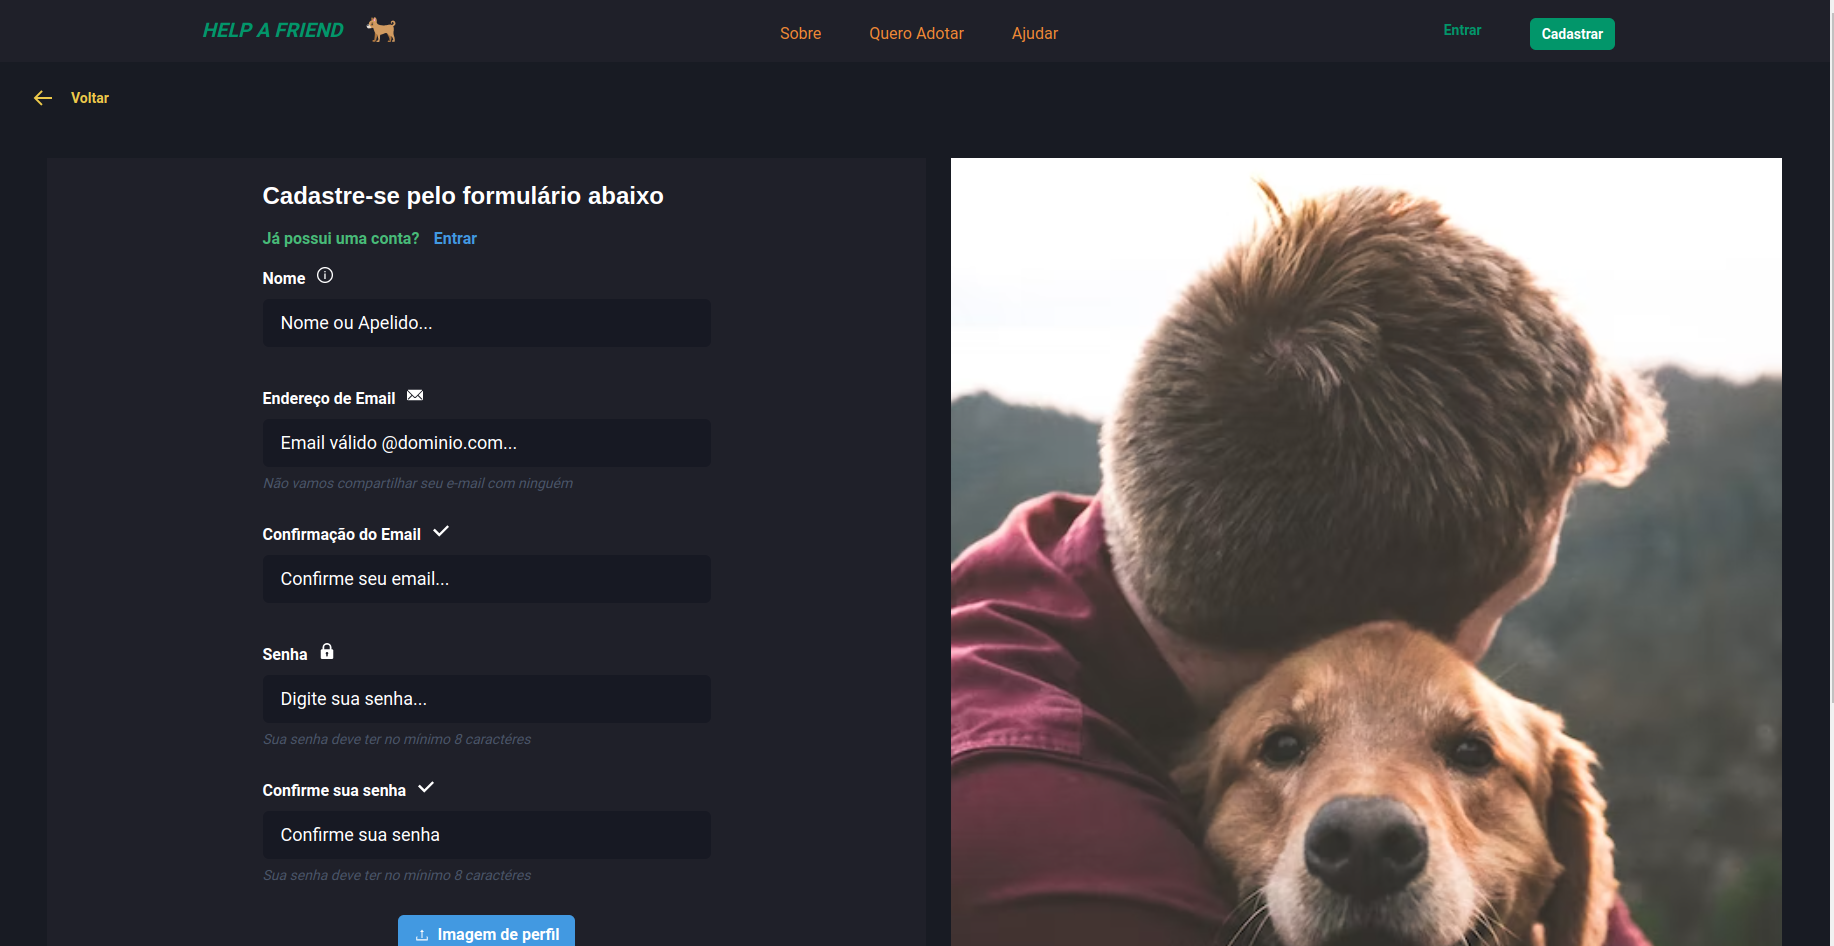 HELP A FRIEND
Sobre Quero Adotar Ajudar
Entrar Cadastrar
Voltar
Cadastre-se pelo formulário abaixo
Já possui uma conta? Entrar
Nome
Nome ou Apelido...
Endereço de Email
Email válido @dominio.com...
Não vamos compartilhar seu e-mail com ninguém
Confirmação do Email
Confirme seu email...
Senha
Digite sua senha...
Sua senha deve ter no mínimo 8 caractéres
Confirme sua senha
Confirme sua senha
Sua senha deve ter no mínimo 8 caractéres
Imagem de perfil